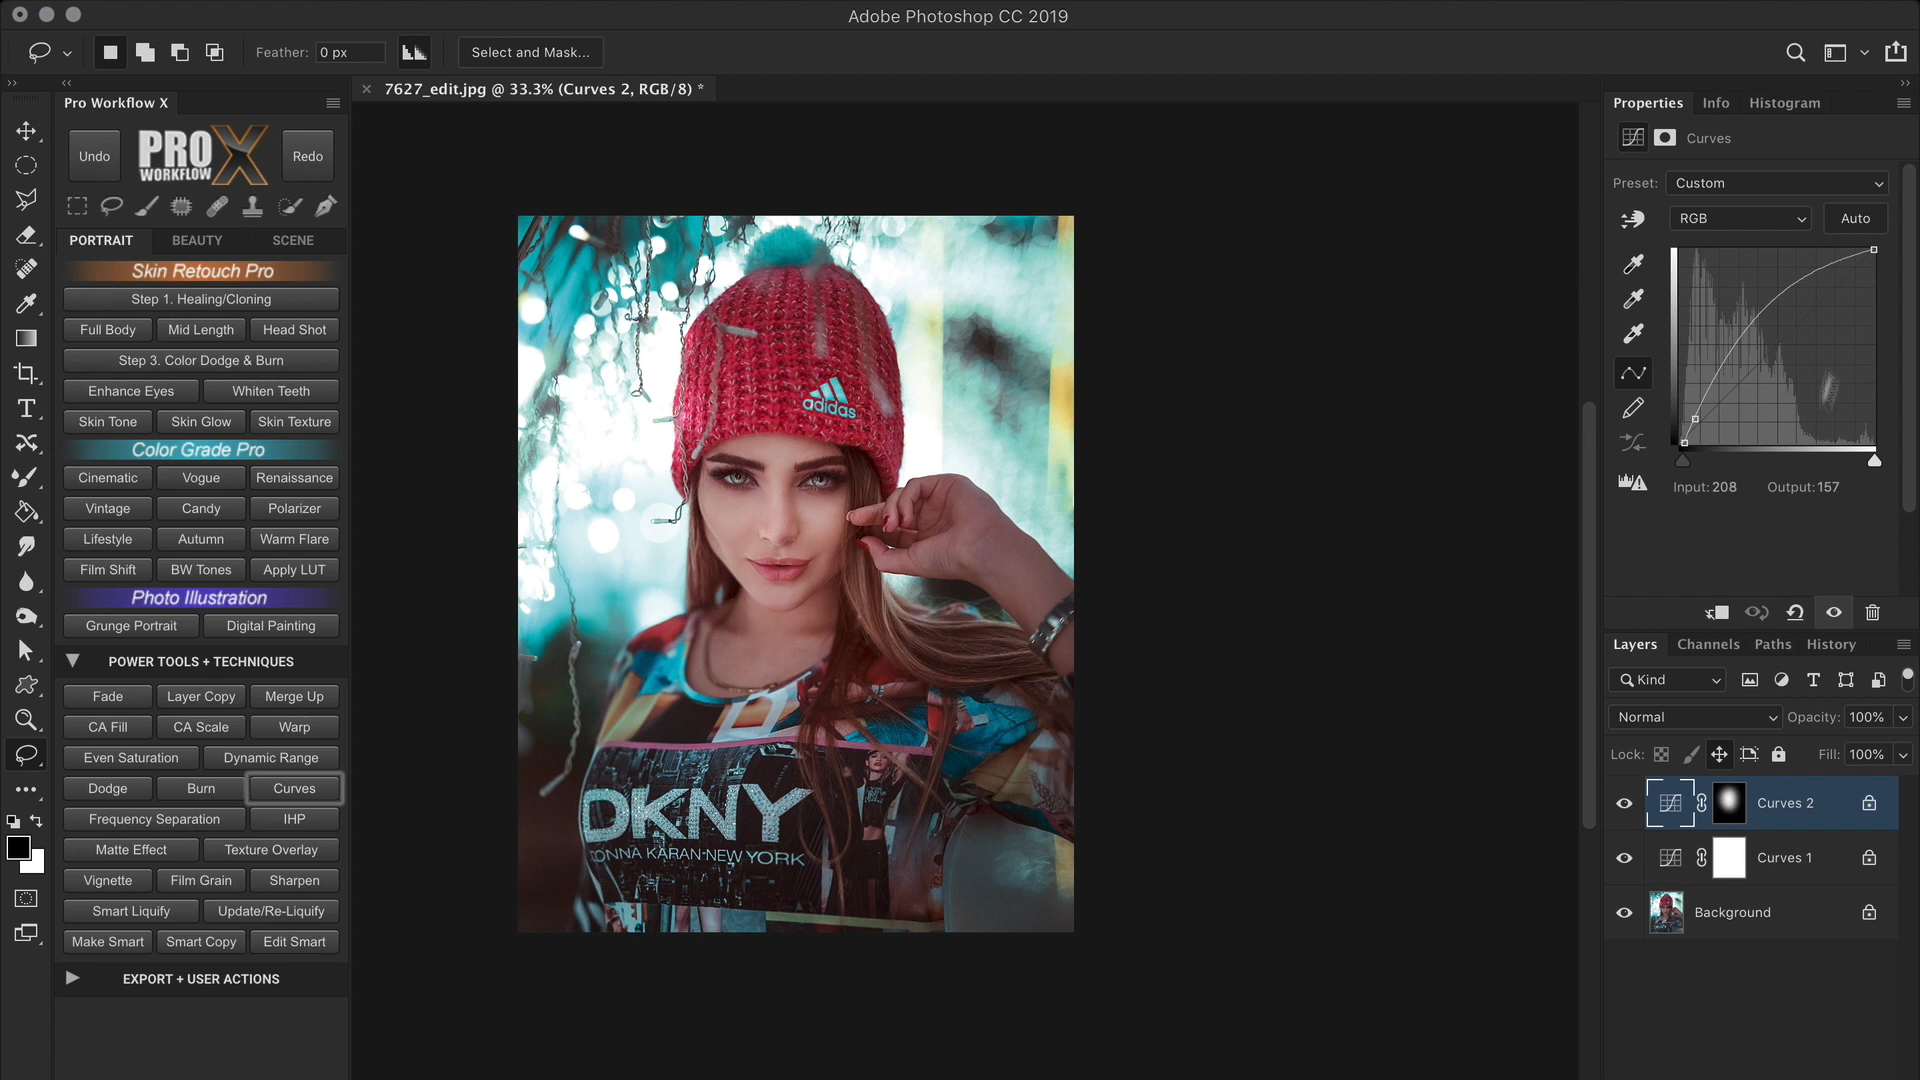 Adobe Photoshop CC 2019
Feather: 0 px
Select and Mask...
Pro Workflow X
7627_edit.jpg @ 33.3% (Curves 2, RGB/8) *
Undo
PRO X
WORKFLOW
Redo
PORTRAIT BEAUTY SCENE
Skin Retouch Pro
Step 1. Healing/Cloning
Full Body Mid Length Head Shot
Step 3. Color Dodge & Burn
Enhance Eyes Whiten Teeth
Skin Tone Skin Glow Skin Texture
Color Grade Pro
Cinematic Vogue Renaissance
Vintage Candy Polarizer
Lifestyle Autumn Warm Flare
Film Shift BW Tones Apply LUT
Photo Illustration
Grunge Portrait Digital Painting
POWER TOOLS + TECHNIQUES
Fade Layer Copy Merge Up
CA Fill CA Scale Warp
Even Saturation Dynamic Range
Dodge Burn Curves
Frequency Separation IHP
Matte Effect Texture Overlay
Vignette Film Grain Sharpen
Smart Liquify Update/Re-Liquify
Make Smart Smart Copy Edit Smart
EXPORT + USER ACTIONS
adidas
DKNY
DONNA KARAN NEW YORK
Properties Info Histogram
Curves
Preset: Custom
RGB Auto
Input: 208 Output: 157
Layers Channels Paths History
Kind
Normal Opacity: 100%
Lock: Fill: 100%
Curves 2
Curves 1
Background